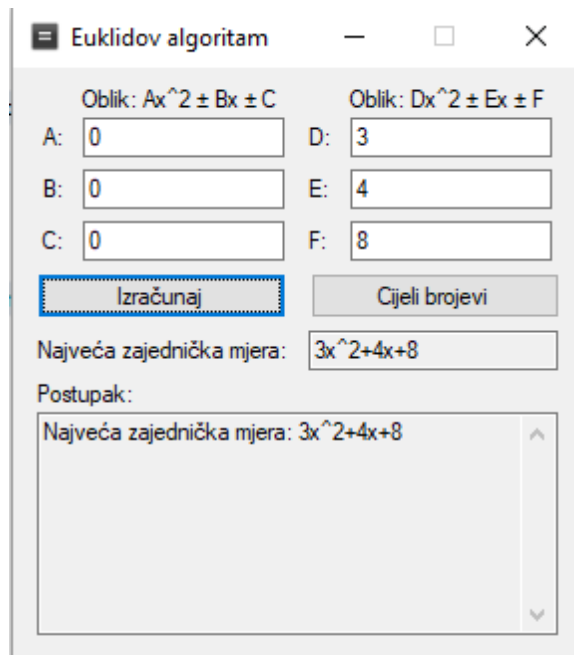 Euklidov algoritam
Oblik: Ax^2 ± Bx ± C Oblik: Dx^2 ± Ex ± F
A: 0 D: 3
B: 0 E: 4
C: 0 F: 8
Izračunaj Cijeli brojevi
Najveća zajednička mjera: 3x^2+4x+8
Postupak:
Najveća zajednička mjera: 3x^2+4x+8